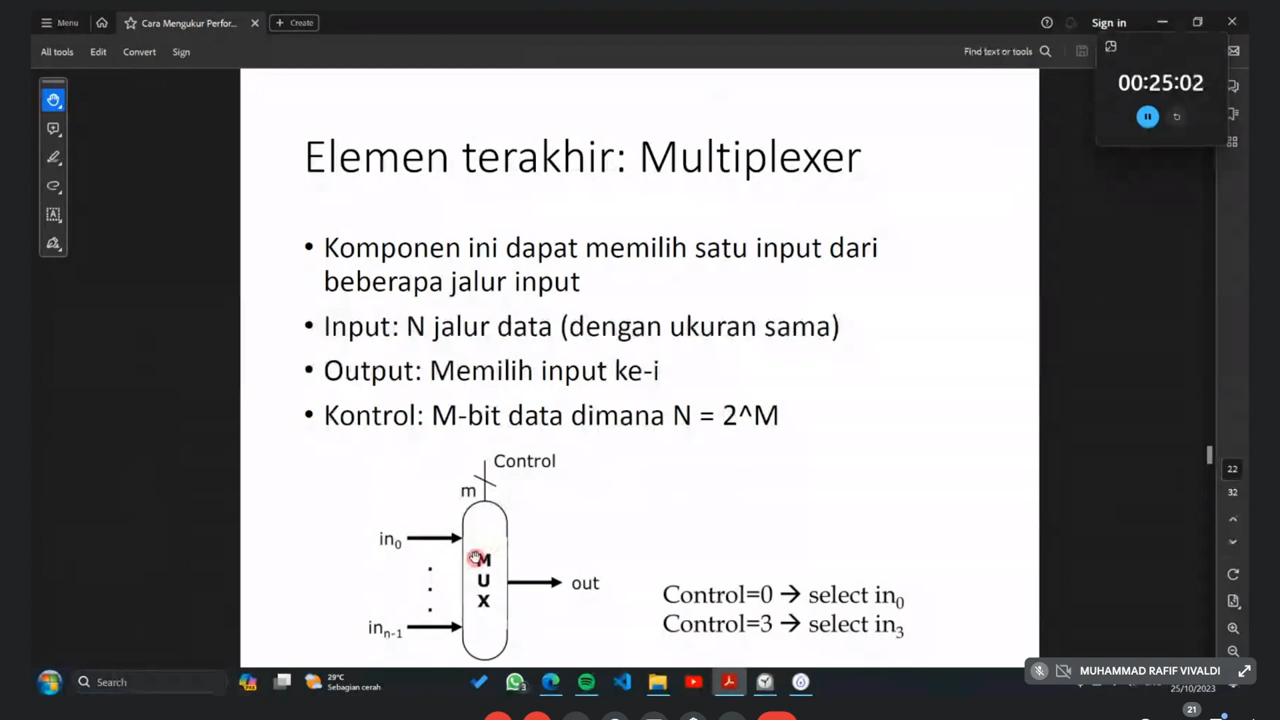 Menu
Cara Mengukur Perfor...
Create
Sign in
All tools
Edit
Convert
Sign
Find text or tools
00:25:02
Elemen terakhir: Multiplexer
• Komponen ini dapat memilih satu input dari
beberapa jalur input
• Input: N jalur data (dengan ukuran sama)
• Output: Memilih input ke-i
• Kontrol: M-bit data dimana N = 2^M
Control
m
in0
M
U
X
out
inn-1
Control=0 → select in0
Control=3 → select in3
22
32
Search
29°C
Sebagian cerah
3
MUHAMMAD RAFIF VIVALDI
25/10/2023
21